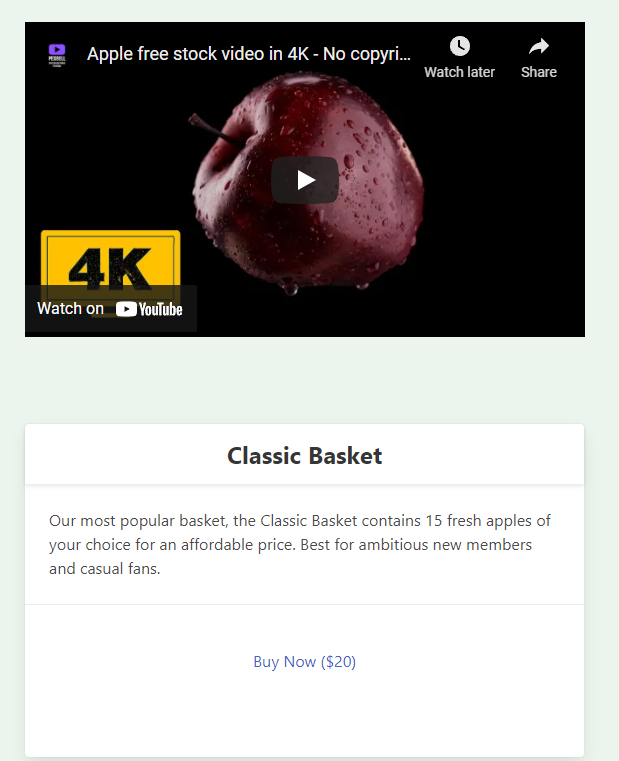 Apple free stock video in 4K - No copyri...
Watch later
Share
4K
Watch on YouTube
Classic Basket
Our most popular basket, the Classic Basket contains 15 fresh apples of
your choice for an affordable price. Best for ambitious new members
and casual fans.
Buy Now ($20)